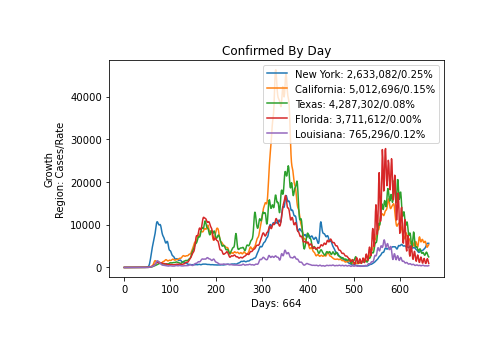 Confirmed By Day
New York: 2,633,082/0.25%
California: 5,012,696/0.15%
Texas: 4,287,302/0.08%
Florida: 3,711,612/0.00%
Louisiana: 765,296/0.12%
Growth
Region: Cases/Rate
40000
30000
20000
10000
0
0 100 200 300 400 500 600
Days: 664